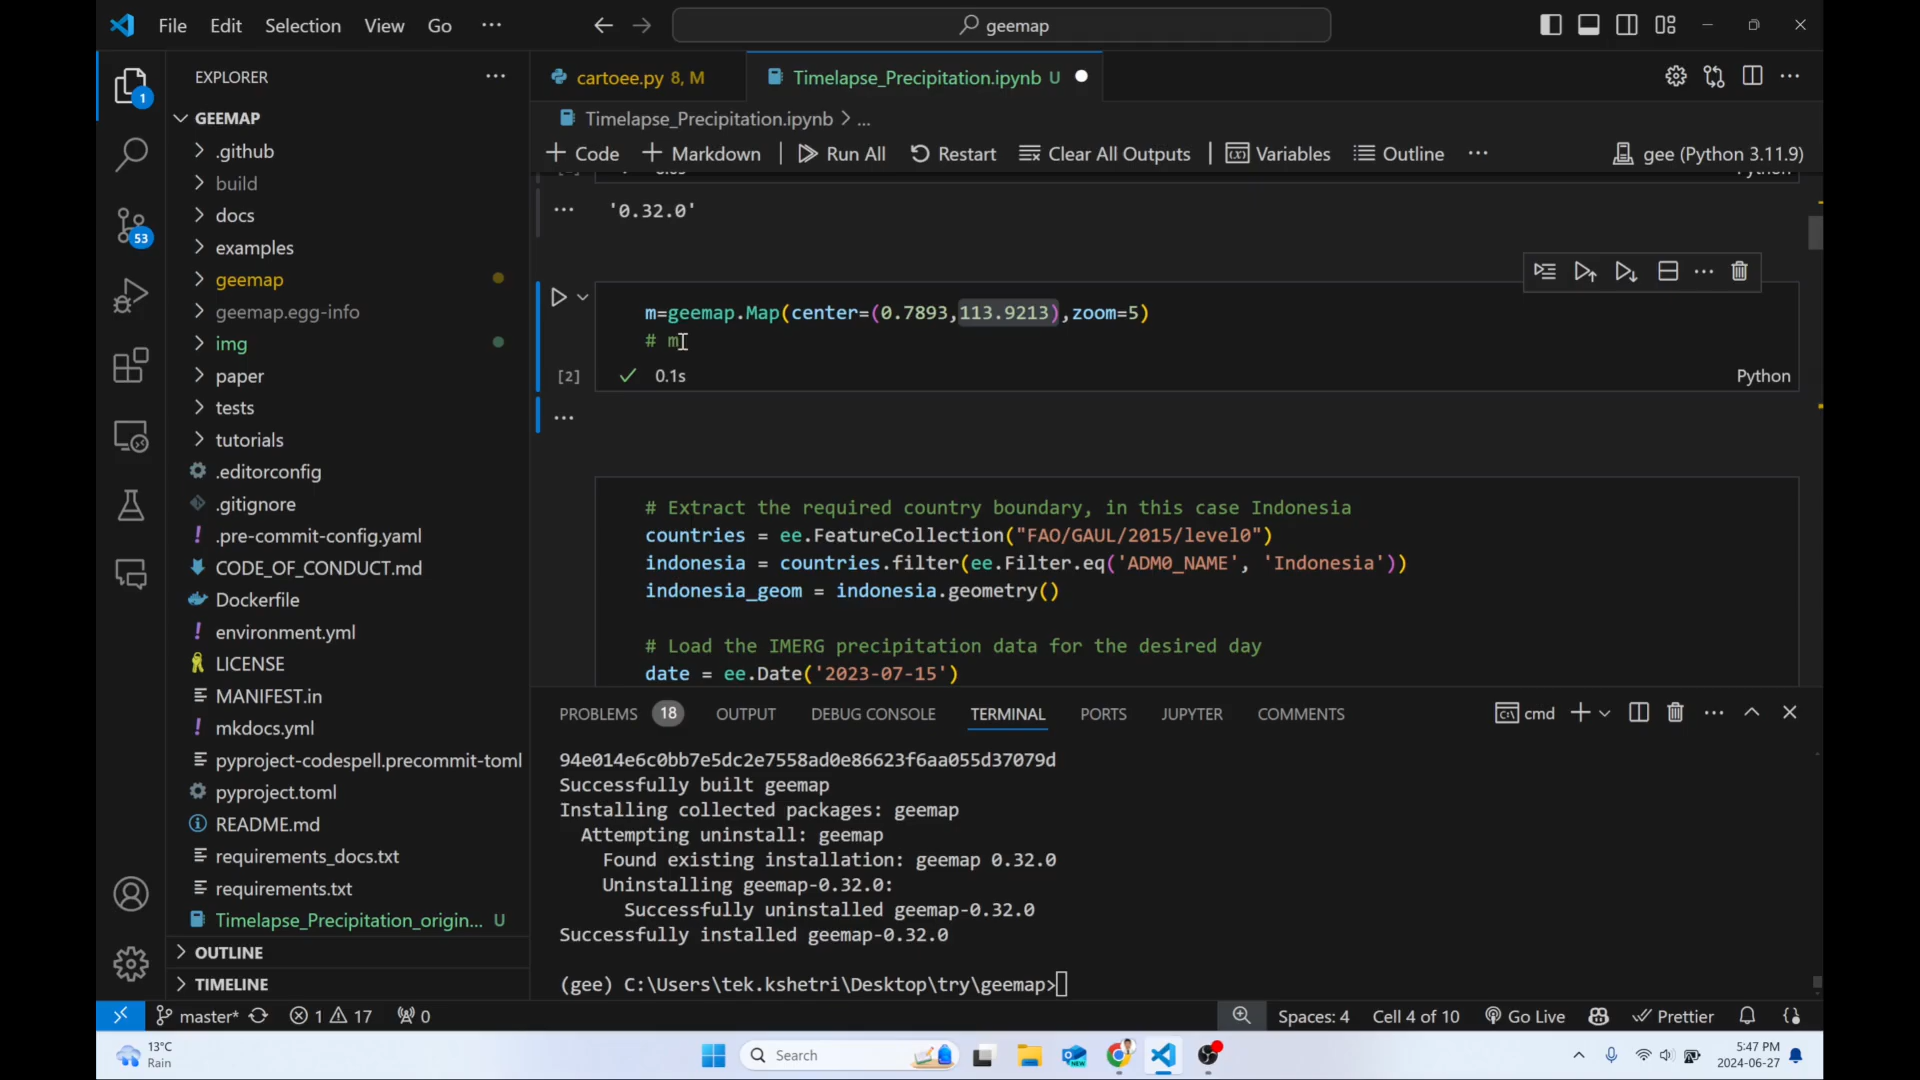 File Edit Selection View Go ··· geemap
EXPLORER ···
cartoee.py 8, M
Timelapse_Precipitation.ipynb U
1
GEEMAP
.github
build
docs
examples
geemap
geemap.egg-info
img
paper
tests
tutorials
.editorconfig
.gitignore
! .pre-commit-config.yaml
CODE_OF_CONDUCT.md
Dockerfile
! environment.yml
LICENSE
MANIFEST.in
! mkdocs.yml
pyproject-codespell.precommit-toml
pyproject.toml
README.md
requirements_docs.txt
requirements.txt
Timelapse_Precipitation_origin... U
OUTLINE
TIMELINE
53
Timelapse_Precipitation.ipynb > ...
+ Code + Markdown Run All Restart Clear All Outputs Variables Outline ··· gee (Python 3.11.9)
'0.32.0'
m=geemap.Map(center=(0.7893,113.9213),zoom=5)
# m
[2] ✓ 0.1s Python
# Extract the required country boundary, in this case Indonesia
countries = ee.FeatureCollection("FAO/GAUL/2015/level0")
indonesia = countries.filter(ee.Filter.eq('ADM0_NAME', 'Indonesia'))
indonesia_geom = indonesia.geometry()
# Load the IMERG precipitation data for the desired day
date = ee.Date('2023-07-15')
PROBLEMS 18 OUTPUT DEBUG CONSOLE TERMINAL PORTS JUPYTER COMMENTS cmd
94e014e6c0bb7e5dc2e7558ad0e86623f6aa055d37079d
Successfully built geemap
Installing collected packages: geemap
Attempting uninstall: geemap
Found existing installation: geemap 0.32.0
Uninstalling geemap-0.32.0:
Successfully uninstalled geemap-0.32.0
Successfully installed geemap-0.32.0
(gee) C:\Users\tek.kshetri\Desktop\try\geemap>
master* 1 17 0 Spaces: 4 Cell 4 of 10 Go Live Prettier
13°C
Rain
Search
5:47 PM
2024-06-27